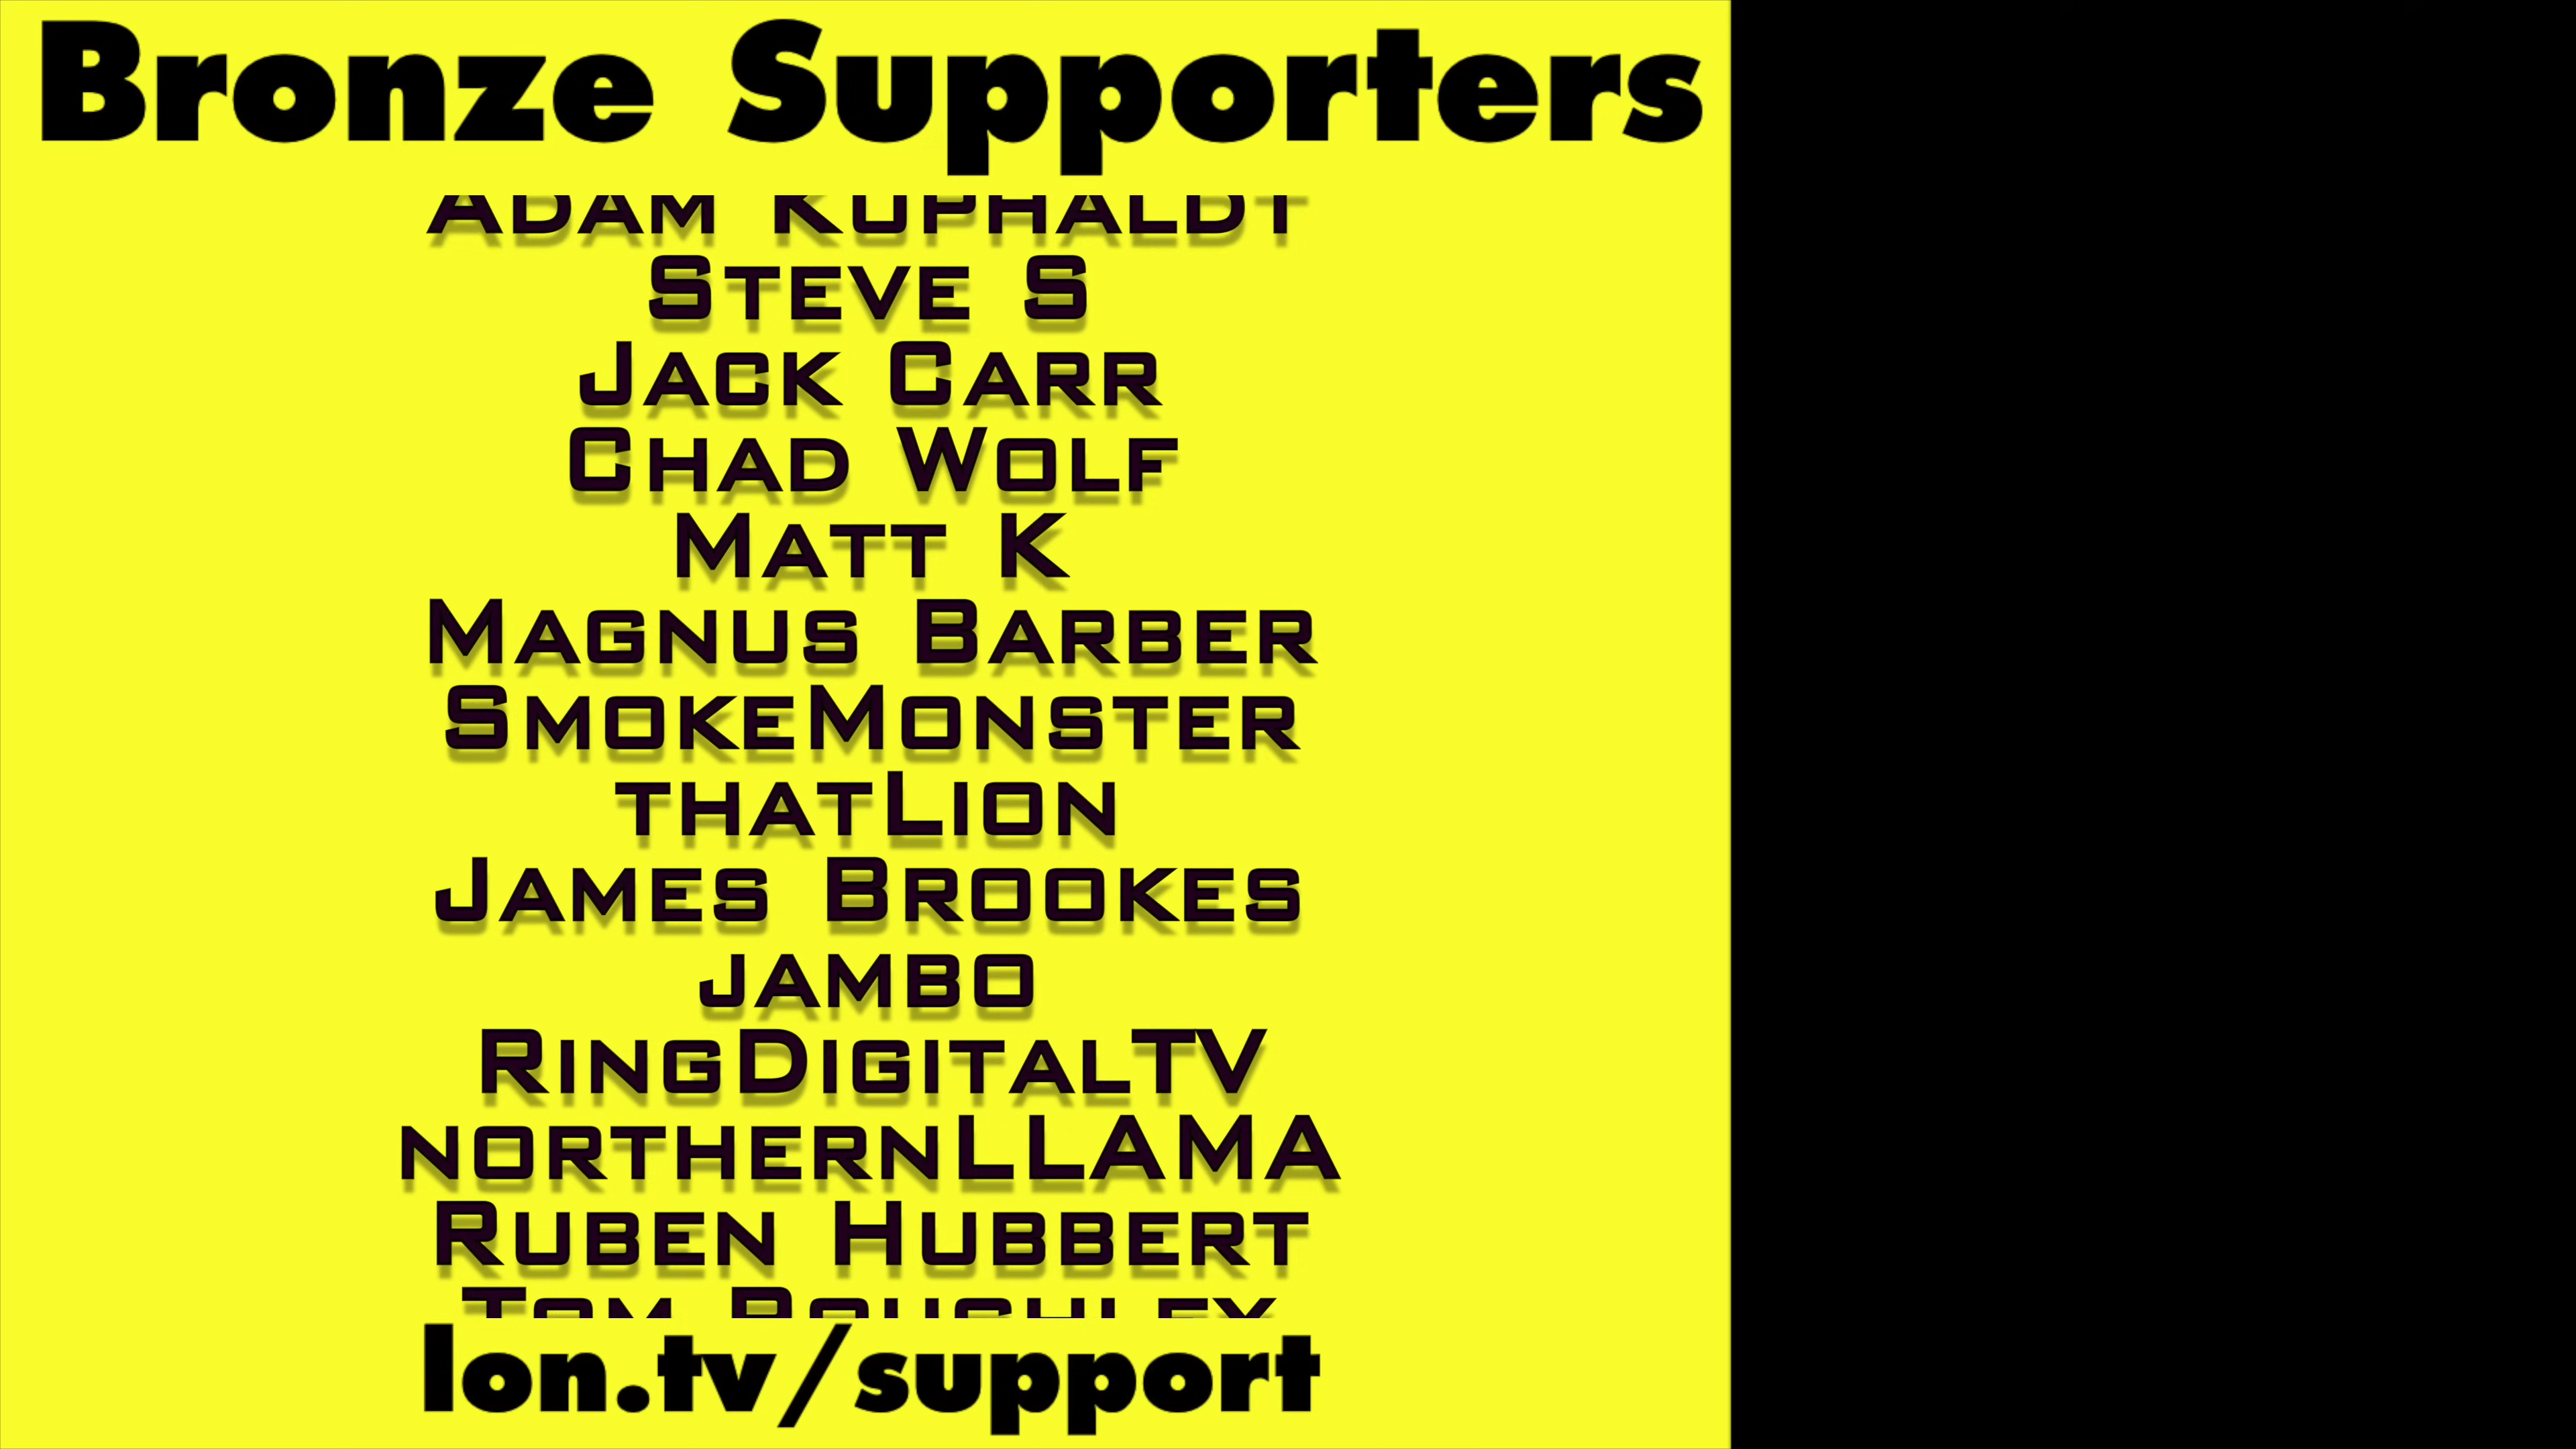 Bronze Supporters
Adam Kuphaldt
Steve S
Jack Carr
Chad Wolf
Matt K
Magnus Barber
SmokeMonster
thatLion
James Brookes
jambo
RingDigitalTV
northernLLAMA
Ruben Hubbert
Tom
lon.tv/support